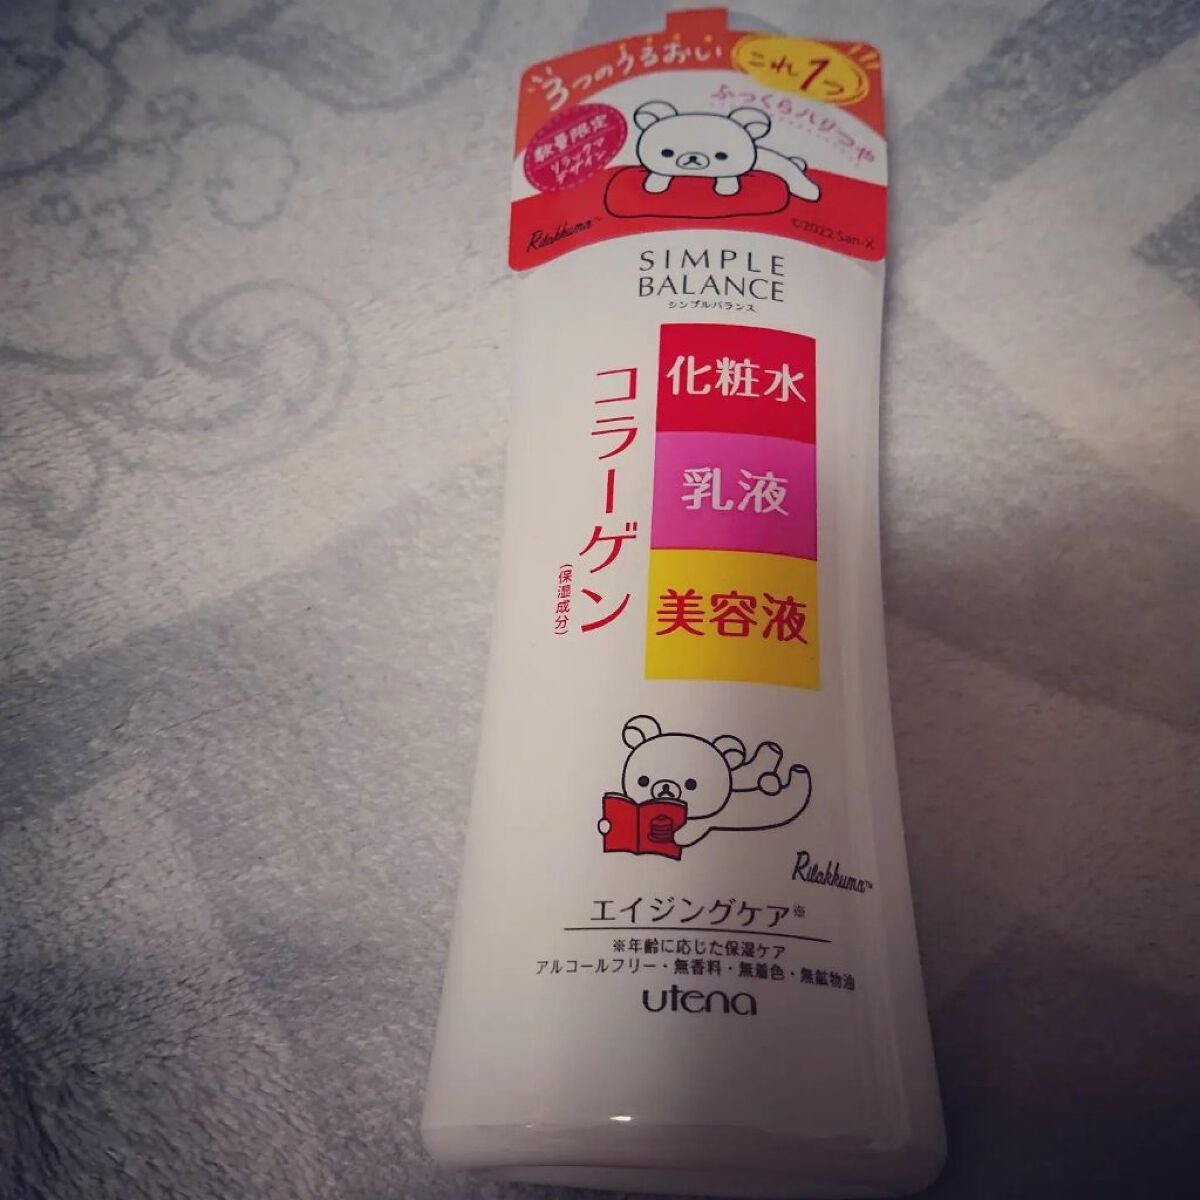 3つのうるおい
これ1つ
ふっくらハリつや
数量限定
リラックマ
デザイン
Rilakkuma™
©2022 San-X
SIMPLE
BALANCE
シンプルバランス
化粧水
乳液
美容液
コラーゲン
(保湿成分)
Rilakkuma™
エイジングケア※
※年齢に応じた保湿ケア
アルコールフリー・無香料・無着色・無鉱物油
utena